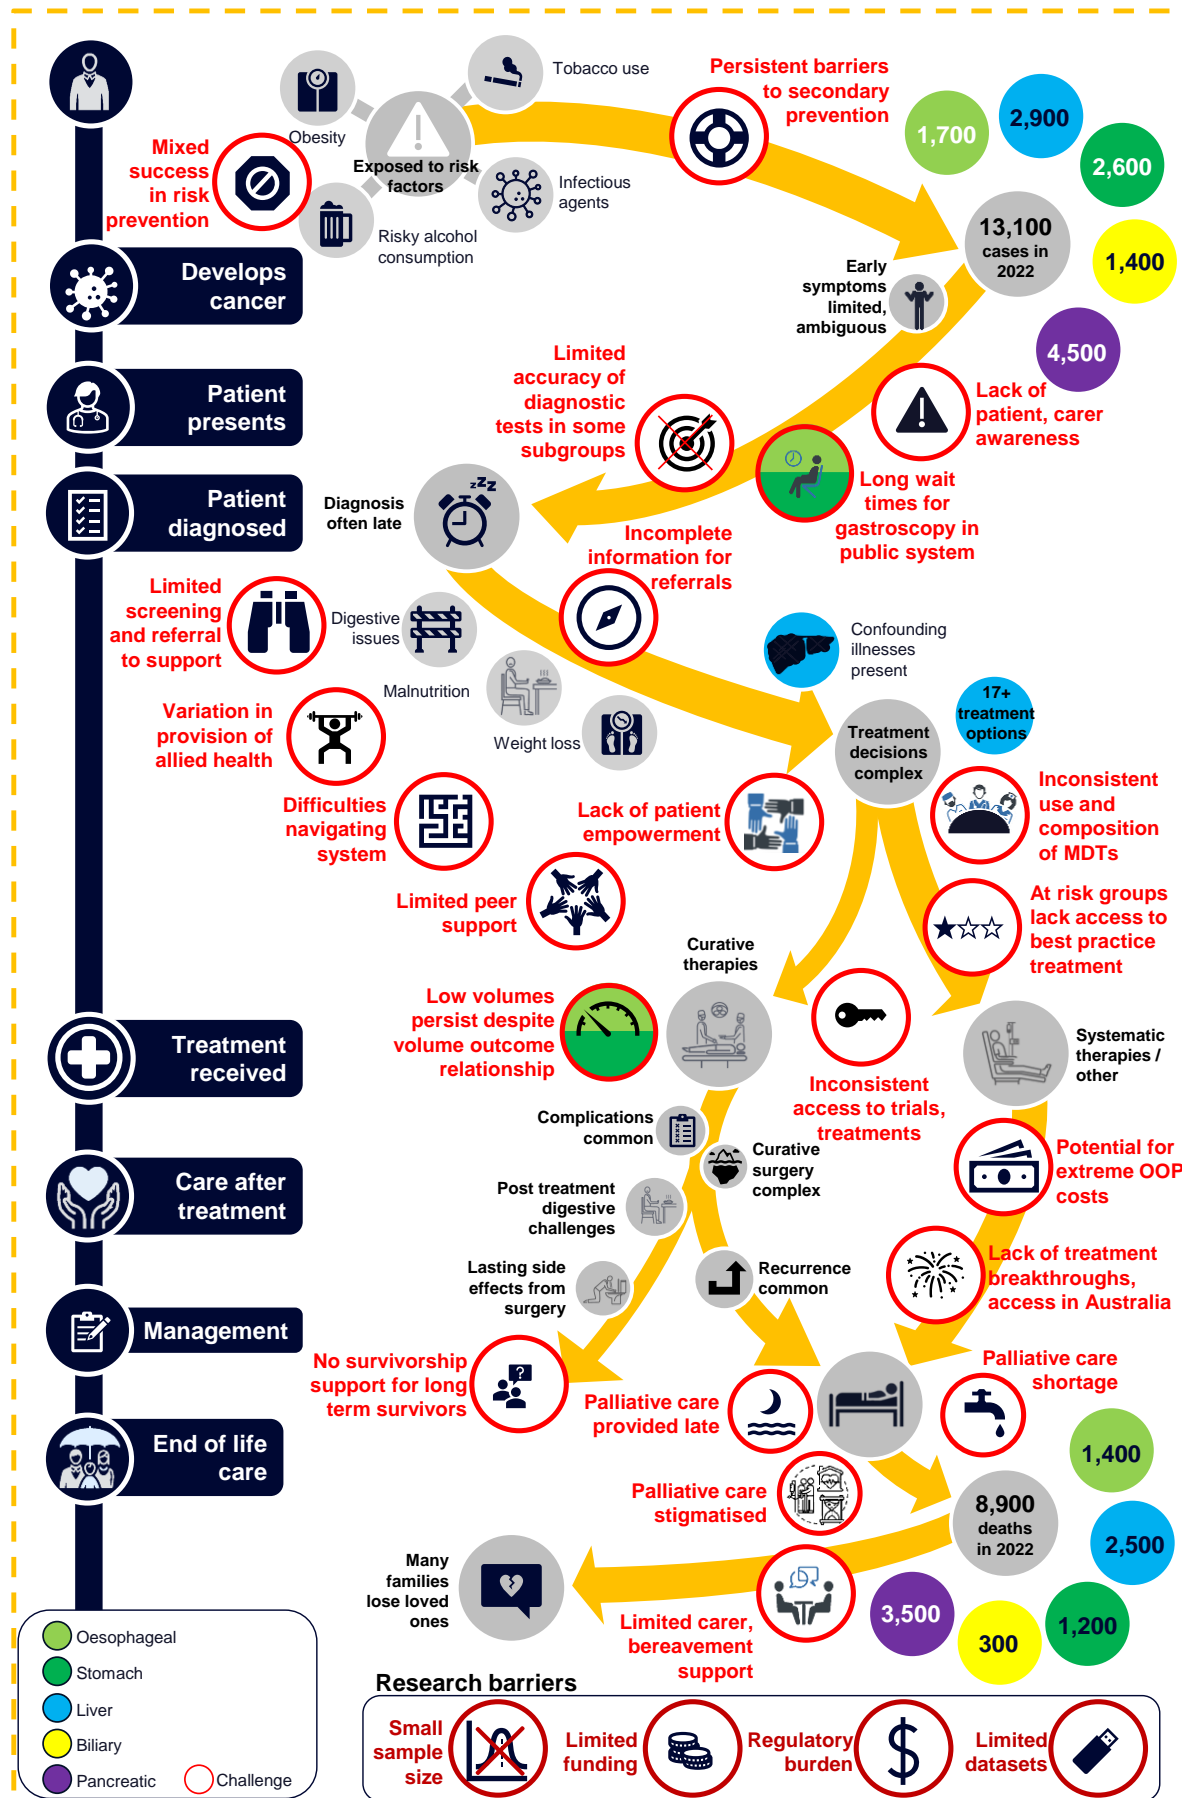 Tobacco use
Obesity
Exposed to risk
factors
Infectious
agents
Risky alcohol
consumption
Mixed
success
in risk
prevention
Persistent barriers
to secondary
prevention
1,700
2,900
2,600
13,100
cases in
2022
1,400
4,500
Develops
cancer
Early
symptoms
limited,
ambiguous
Patient
presents
Limited
accuracy of
diagnostic
tests in some
subgroups
Lack of
patient, carer
awareness
Long wait
times for
gastroscopy in
public system
Patient
diagnosed
Diagnosis
often late
zZZ
Incomplete
information for
referrals
Limited
screening
and referral
to support
Digestive
issues
Malnutrition
Weight loss
Confounding
illnesses
present
17+
treatment
options
Treatment
decisions
complex
Variation in
provision of
allied health
Difficulties
navigating
system
Lack of patient
empowerment
Inconsistent
use and
composition
of MDTs
Limited peer
support
At risk groups
lack access to
best practice
treatment
Curative
therapies
Low volumes
persist despite
volume outcome
relationship
Treatment
received
Inconsistent
access to trials,
treatments
Systematic
therapies /
other
Complications
common
Curative
surgery
complex
Potential for
extreme OOP
costs
Care after
treatment
Post treatment
digestive
challenges
Lasting side
effects from
surgery
Recurrence
common
Lack of treatment
breakthroughs,
access in Australia
Management
?
No survivorship
support for long
term survivors
Palliative care
provided late
Palliative care
shortage
End of life
care
Palliative care
stigmatised
1,400
8,900
deaths
in 2022
2,500
1,200
300
3,500
Many
families
lose loved
ones
Limited carer,
bereavement
support
Oesophageal
Stomach
Liver
Biliary
Pancreatic
Challenge
Research barriers
Small
sample
size
Limited
funding
Regulatory
burden
$
Limited
datasets